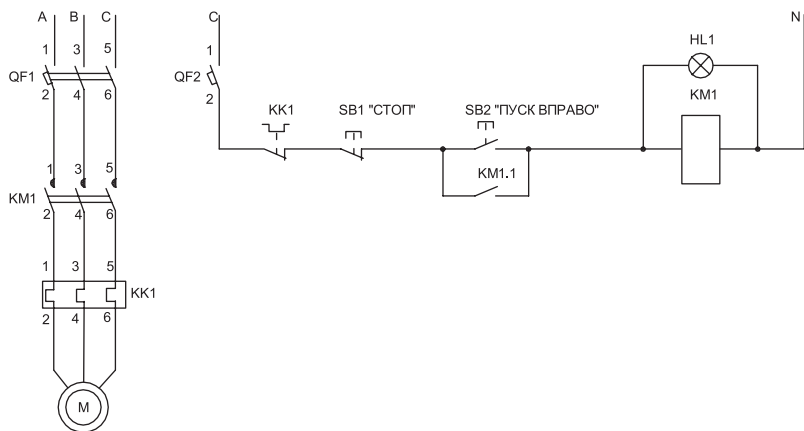 A B C
1 3 5
QF1
2 4 6
1 3 5
KM1
2 4 6
1 3 5
KK1
2 4 6
M
C
1
QF2
2
KK1
SB1 "СТОП"
SB2 "ПУСК ВПРАВО"
KM1.1
HL1
KM1
N